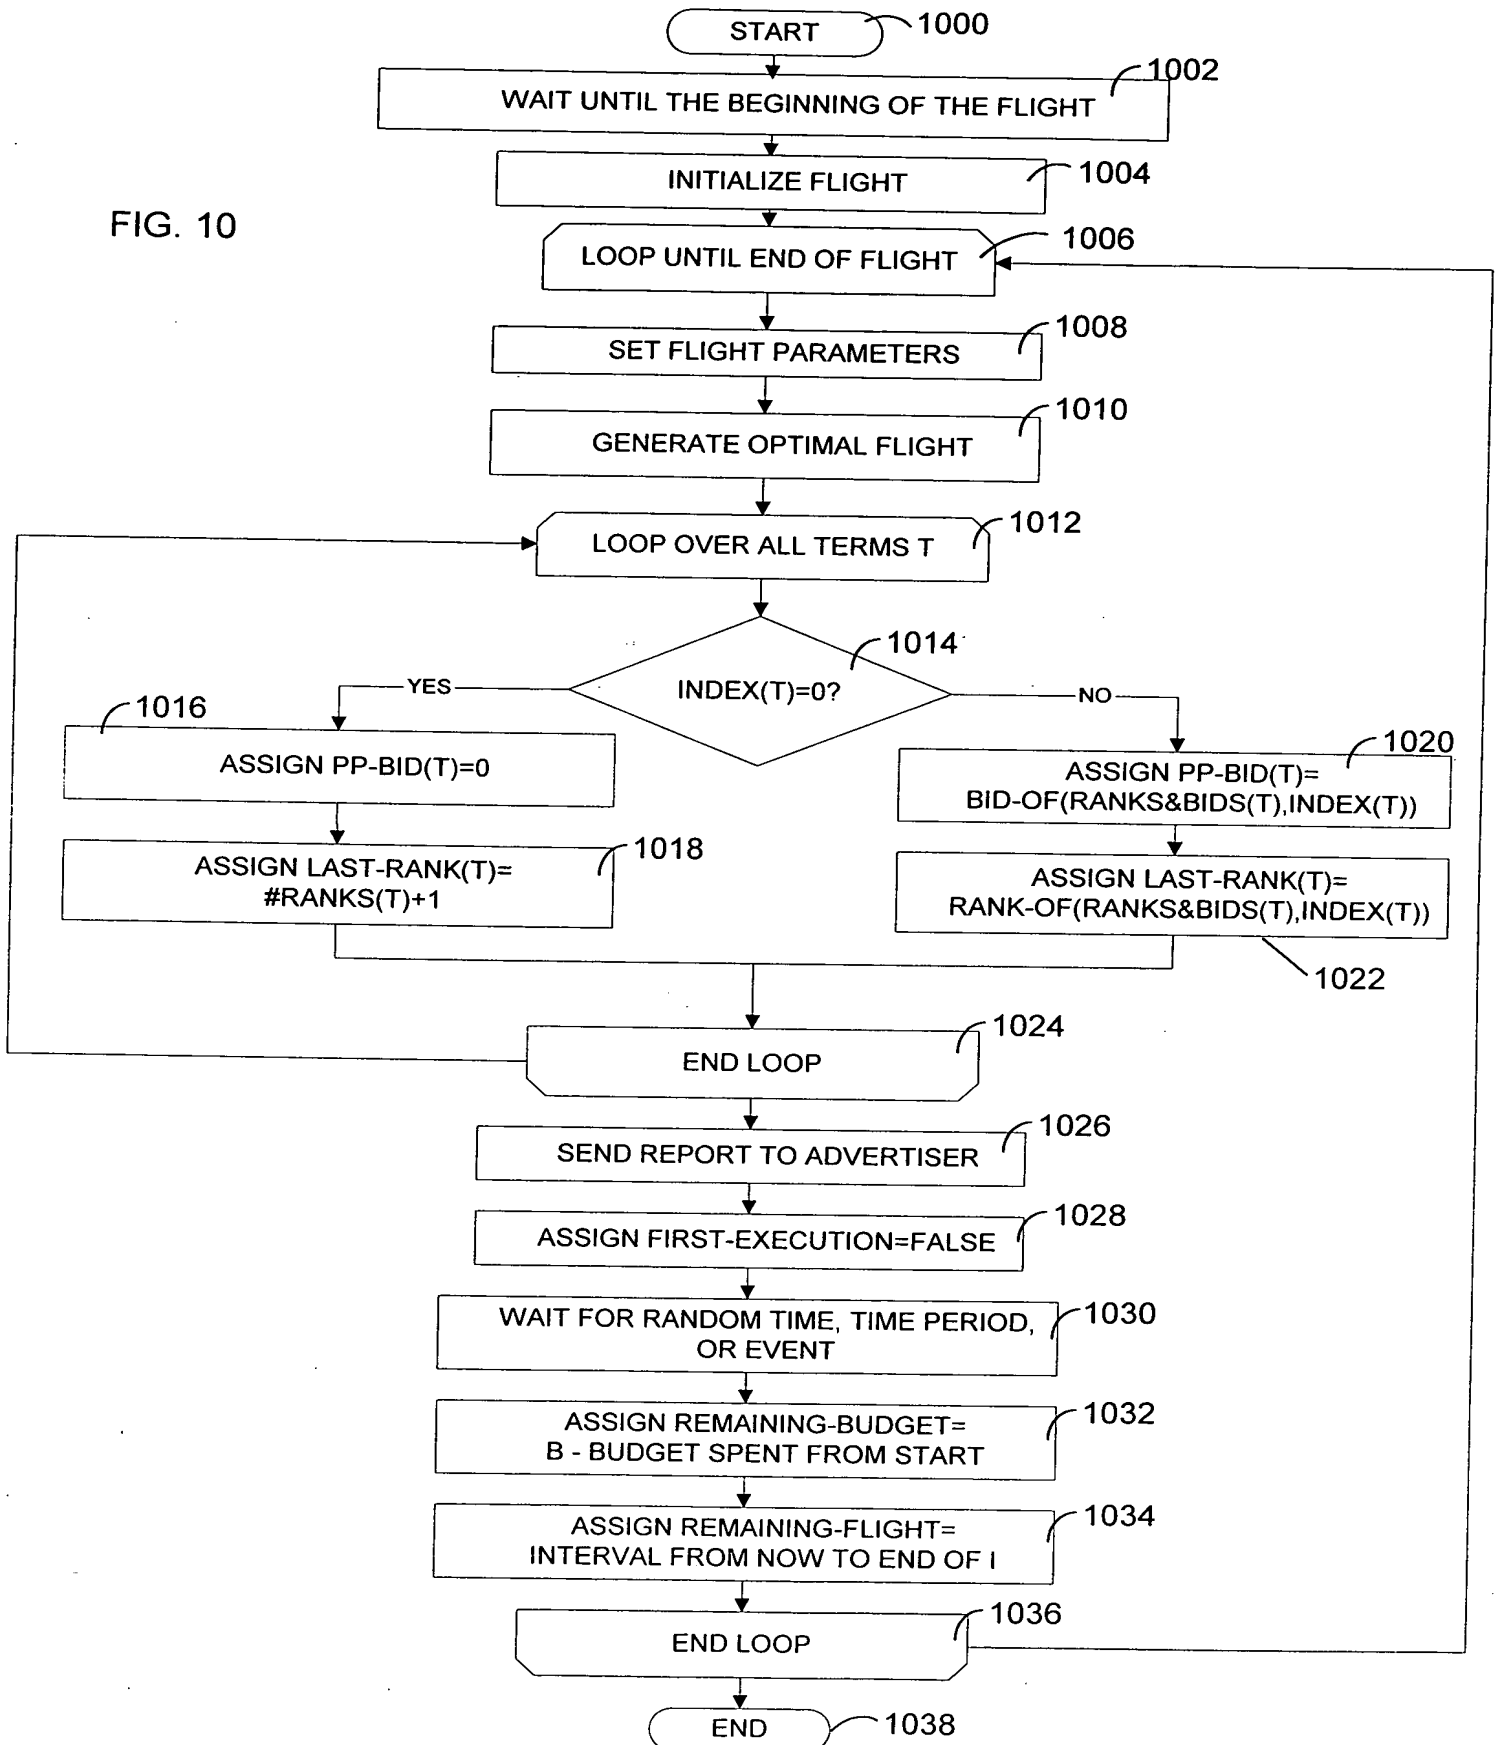 START
1000
1002
WAIT UNTIL THE BEGINNING OF THE FLIGHT
INITIALIZE FLIGHT
1004
FIG. 10
LOOP UNTIL END OF FLIGHT
1006
1008
SET FLIGHT PARAMETERS
1010
GENERATE OPTIMAL FLIGHT
1012
LOOP OVER ALL TERMS T
1014
INDEX(T)=0?
YES
NO
1016
ASSIGN PP-BID(T)=0
1020
ASSIGN PP-BID(T)=
BID-OF(RANKS&BIDS(T),INDEX(T))
1018
ASSIGN LAST-RANK(T)=
#RANKS(T)+1
ASSIGN LAST-RANK(T)=
RANK-OF(RANKS&BIDS(T),INDEX(T))
1022
1024
END LOOP
1026
SEND REPORT TO ADVERTISER
1028
ASSIGN FIRST-EXECUTION=FALSE
1030
WAIT FOR RANDOM TIME, TIME PERIOD,
OR EVENT
1032
ASSIGN REMAINING-BUDGET=
B - BUDGET SPENT FROM START
1034
ASSIGN REMAINING-FLIGHT=
INTERVAL FROM NOW TO END OF I
1036
END LOOP
END
1038